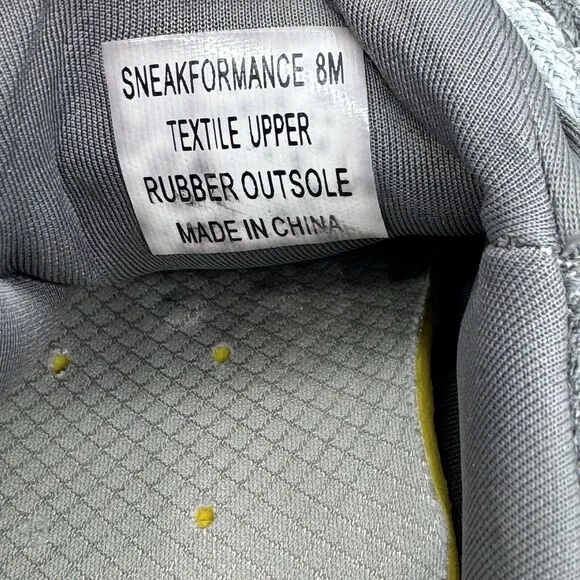 SNEAKFORMANCE 8M
TEXTILE UPPER
RUBBER OUTSOLE
MADE IN CHINA